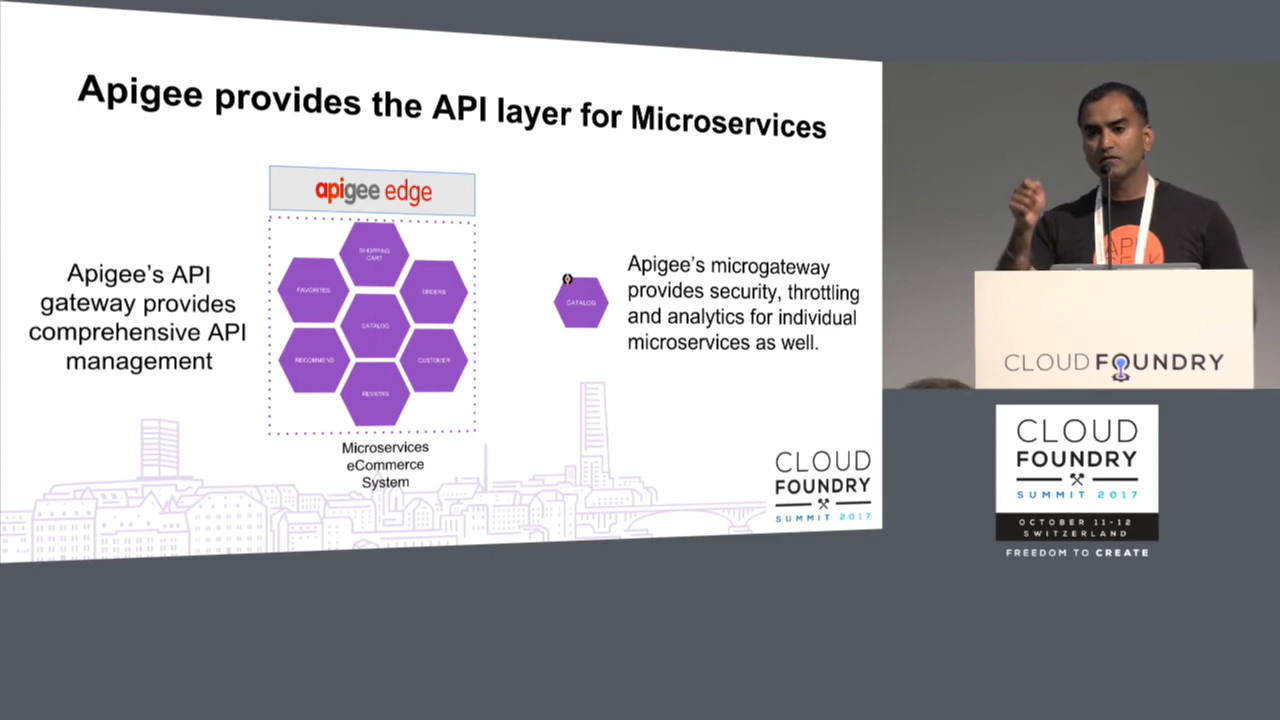 Apigee provides the API layer for Microservices
apigee edge
Apigee's API
gateway provides
comprehensive API
management
SHOPPING
CART
FAVORITES
ORDERS
CATALOG
RECOMMEND
CUSTOMER
REVIEWS
Microservices
eCommerce
System
CATALOG
Apigee's microgateway
provides security, throttling
and analytics for individual
microservices as well.
CLOUD
FOUNDRY
SUMMIT 2017
API
CLOUD FOUNDRY
CLOUD
FOUNDRY
SUMMIT 2017
OCTOBER 11-12
SWITZERLAND
FREEDOM TO CREATE